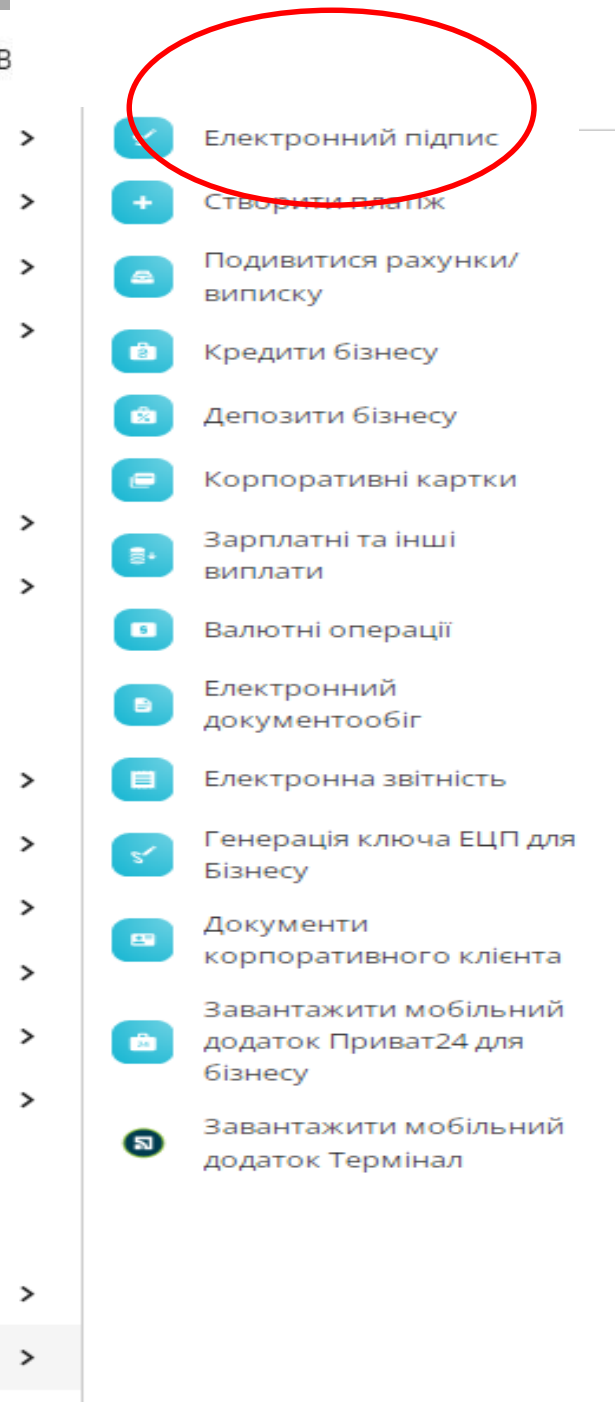 в
Електронний підпис
Створити платіж
Подивитися рахунки/
виписку
Кредити бізнесу
Депозити бізнесу
Корпоративні картки
Зарплатні та інші
виплати
Валютні операції
Електронний
документообіг
Електронна звітність
Генерація ключа ЕЦП для
Бізнесу
Документи
корпоративного клієнта
Завантажити мобільний
додаток Приват24 для
бізнесу
Завантажити мобільний
додаток Термінал